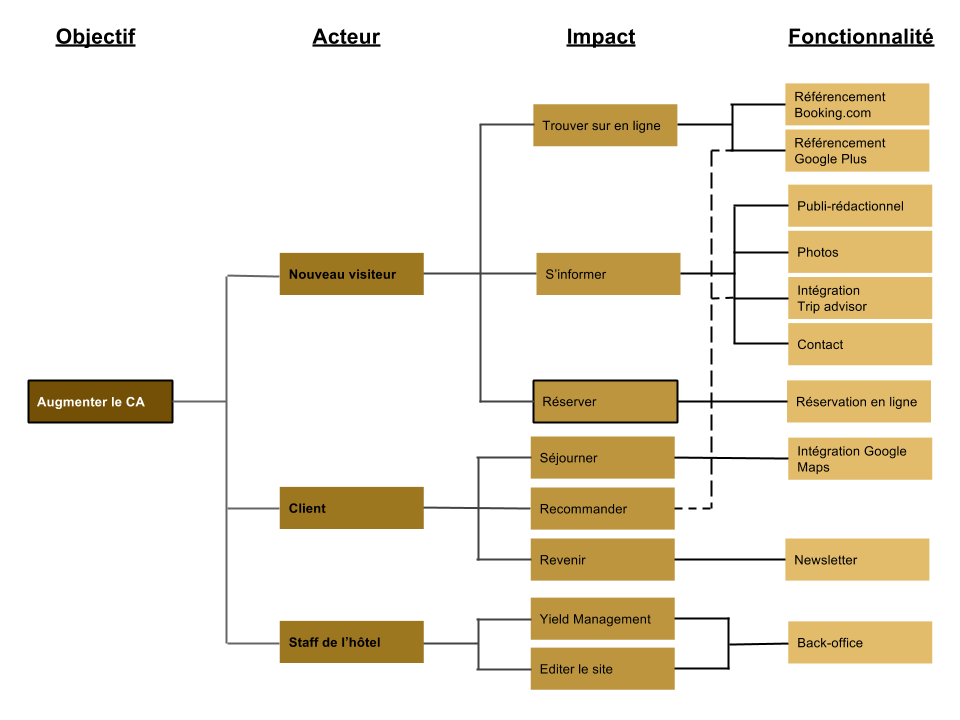 Objectif
Acteur
Impact
Fonctionnalité
Référencement
Booking.com
Trouver sur en ligne
Référencement
Google Plus
Publi-rédactionnel
Photos
Nouveau visiteur
S'informer
Intégration
Trip advisor
Contact
Augmenter le CA
Réserver
Réservation en ligne
Séjourner
Intégration Google
Maps
Client
Recommander
Revenir
Newsletter
Yield Management
Staff de l'hôtel
Back-office
Editer le site